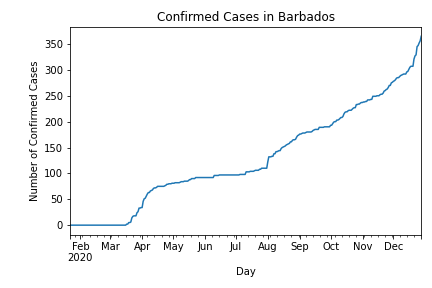 Confirmed Cases in Barbados
Number of Confirmed Cases
350
300
250
200
150
100
50
0
Feb Mar Apr May Jun Jul Aug Sep Oct Nov Dec
2020
Day